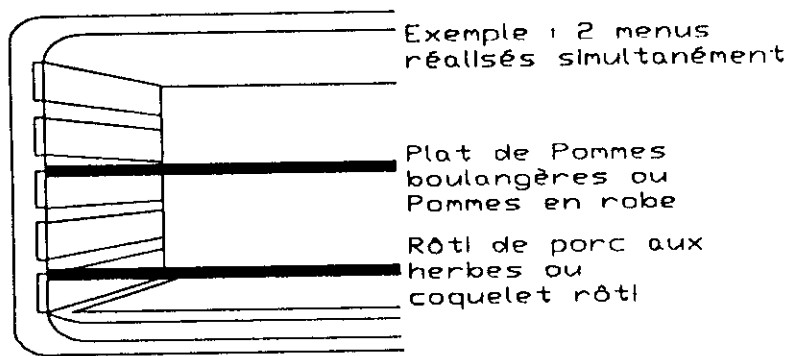 Exemple : 2 menus
réalisés simultanément
Plat de Pommes
boulangères ou
Pommes en robe
Rôti de porc aux
herbes ou
coquelet rôti